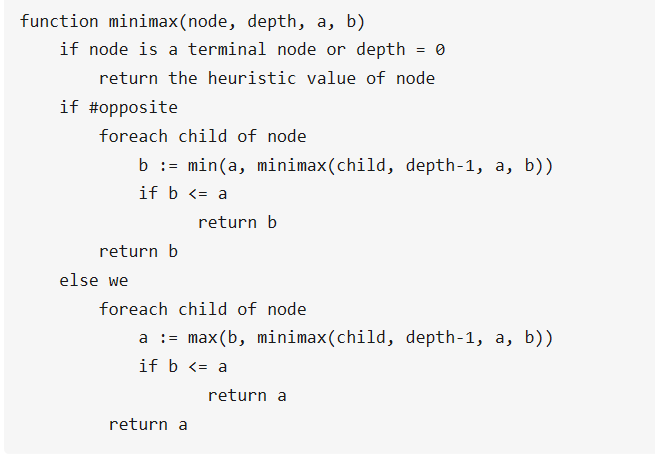 function minimax(node, depth, a, b)
    if node is a terminal node or depth = 0
        return the heuristic value of node
    if #opposite
        foreach child of node
            b := min(a, minimax(child, depth-1, a, b))
            if b <= a
                  return b
        return b
    else we
        foreach child of node
            a := max(b, minimax(child, depth-1, a, b))
            if b <= a
                   return a
         return a